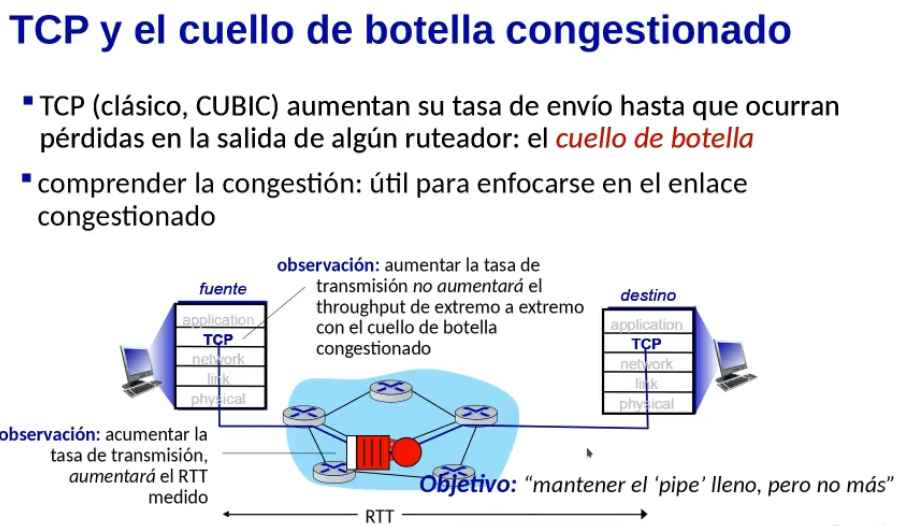 TCP y el cuello de botella congestionado
TCP (clásico, CUBIC) aumentan su tasa de envío hasta que ocurran
pérdidas en la salida de algún ruteador: el cuello de botella
comprender la congestión: útil para enfocarse en el enlace
congestionado
observación: aumentar la tasa de
transmisión no aumentará el
throughput de extremo a extremo
con el cuello de botella
congestionado
fuente
application
TCP
network
link
physical
destino
application
TCP
network
link
physical
observación: acumentar la
tasa de transmisión,
aumentará el RTT
medido
Objetivo: “mantener el ‘pipe’ lleno, pero no más”
RTT